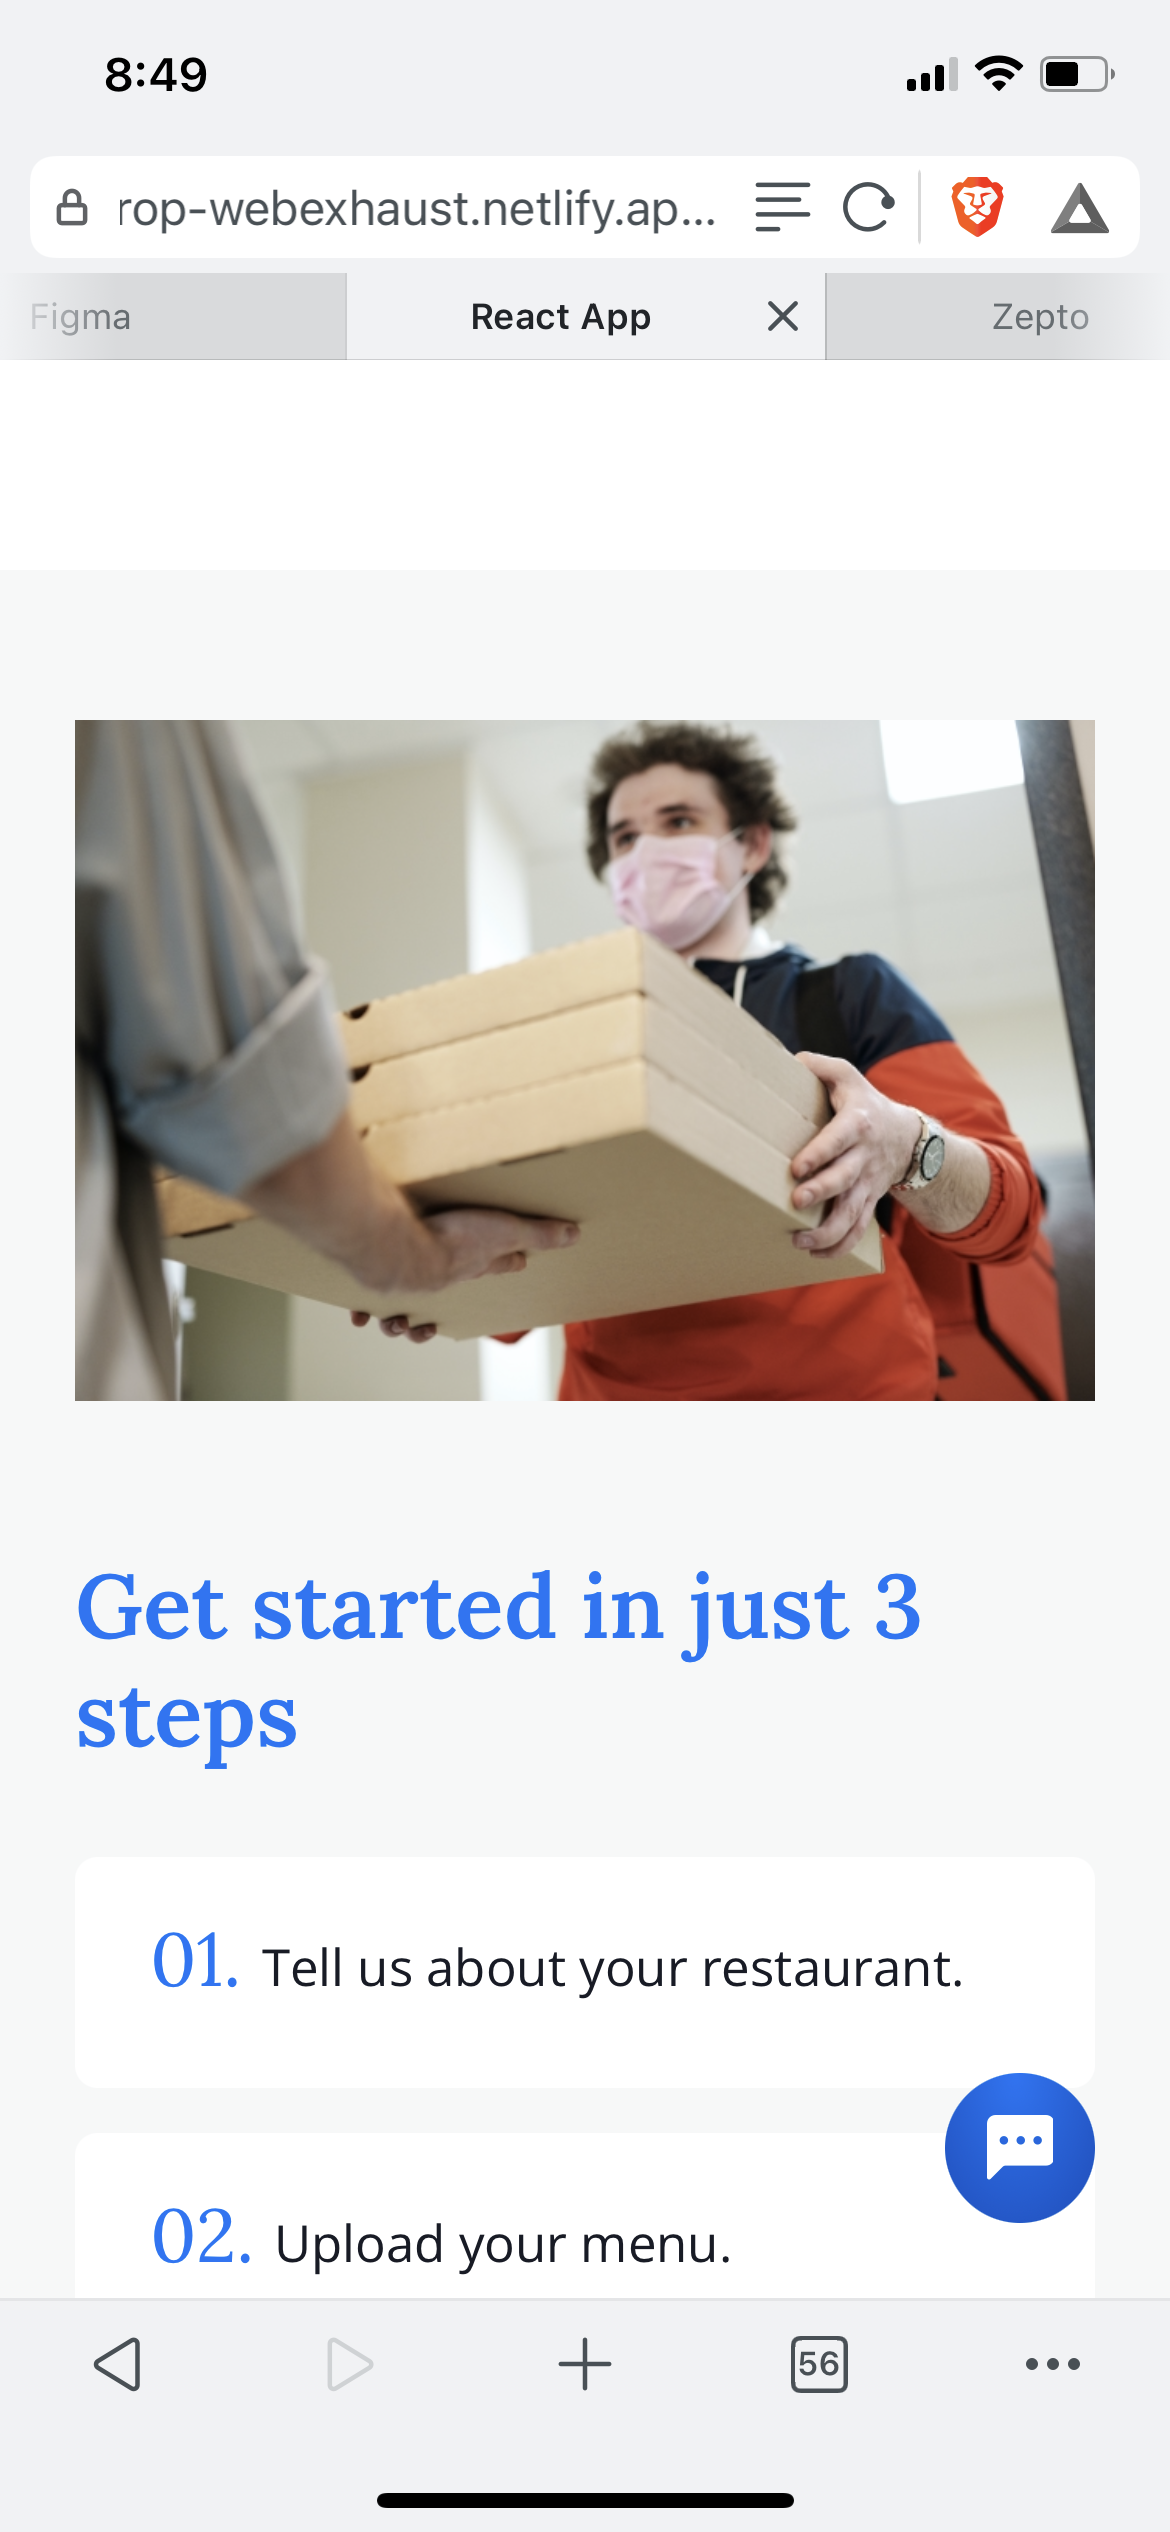 8:49
rop-webexhaust.netlify.ap...
Figma
React App
Zepto
Get started in just 3
steps
01. Tell us about your restaurant.
02. Upload your menu.
56